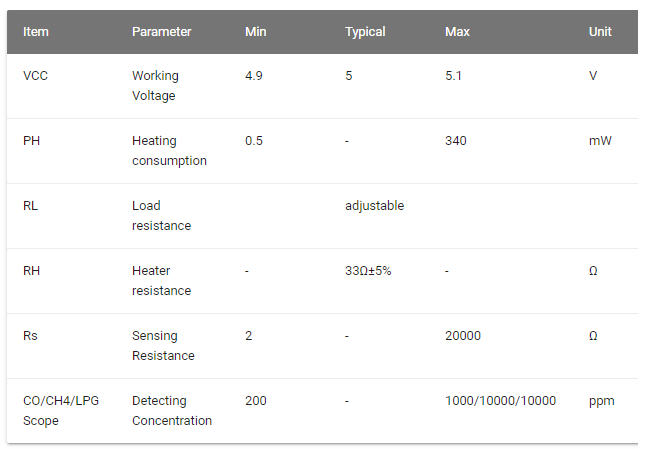 Item Parameter Min Typical Max Unit
VCC Working Voltage 4.9 5 5.1 V
PH Heating consumption 0.5 - 340 mW
RL Load resistance adjustable
RH Heater resistance - 33Ω±5% - Ω
Rs Sensing Resistance 2 - 20000 Ω
CO/CH4/LPG Scope Detecting Concentration 200 - 1000/10000/10000 ppm